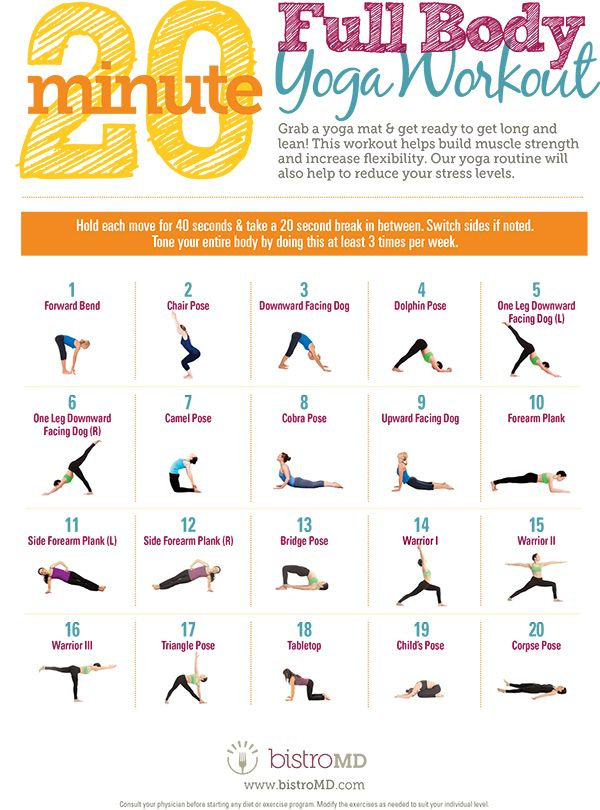 20 minute
Full Body
Yoga Workout
Grab a yoga mat & get ready to get long and
lean! This workout helps build muscle strength
and increase flexibility. Our yoga routine will
also help to reduce your stress levels.
Hold each move for 40 seconds & take a 20 second break in between. Switch sides if noted.
Tone your entire body by doing this at least 3 times per week.
1
Forward Bend
2
Chair Pose
3
Downward Facing Dog
4
Dolphin Pose
5
One Leg Downward
Facing Dog (L)
6
One Leg Downward
Facing Dog (R)
7
Camel Pose
8
Cobra Pose
9
Upward Facing Dog
10
Forearm Plank
11
Side Forearm Plank (L)
12
Side Forearm Plank (R)
13
Bridge Pose
14
Warrior I
15
Warrior II
16
Warrior III
17
Triangle Pose
18
Tabletop
19
Child's Pose
20
Corpse Pose
bistroMD
www.bistroMD.com
Consult your physician before starting any diet or exercise program. Modify the exercises as needed to suit your individual level.